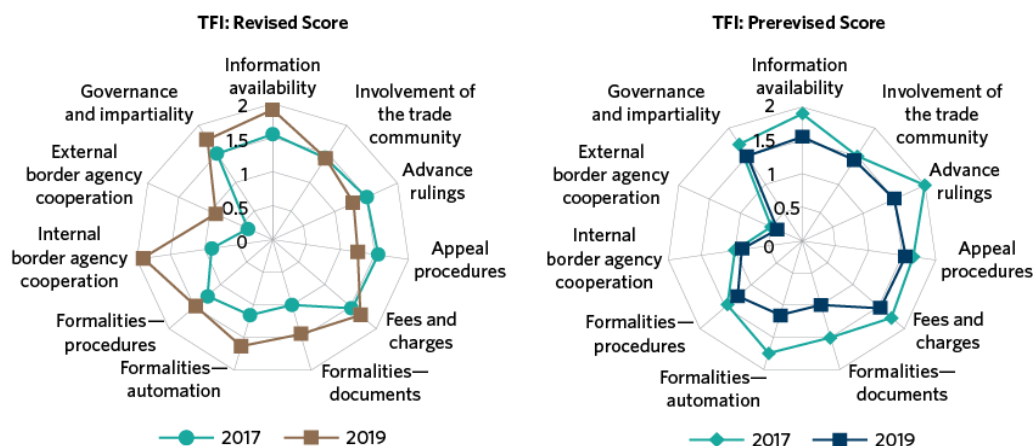 TFI: Revised Score
Information
availability
Involvement of
the trade
community
Advance
rulings
Appeal
procedures
Fees and
charges
Formalities—
documents
Formalities—
automation
Formalities—
procedures
Internal
border agency
cooperation
External
border agency
cooperation
Governance
and impartiality
2
1.5
1
0.5
0
2017 2019
TFI: Prerevised Score
Information
availability
Involvement of
the trade
community
Advance
rulings
Appeal
procedures
Fees and
charges
Formalities—
documents
Formalities—
automation
Formalities—
procedures
Internal
border agency
cooperation
External
border agency
cooperation
Governance
and impartiality
2
1.5
1
0.5
0
2017 2019